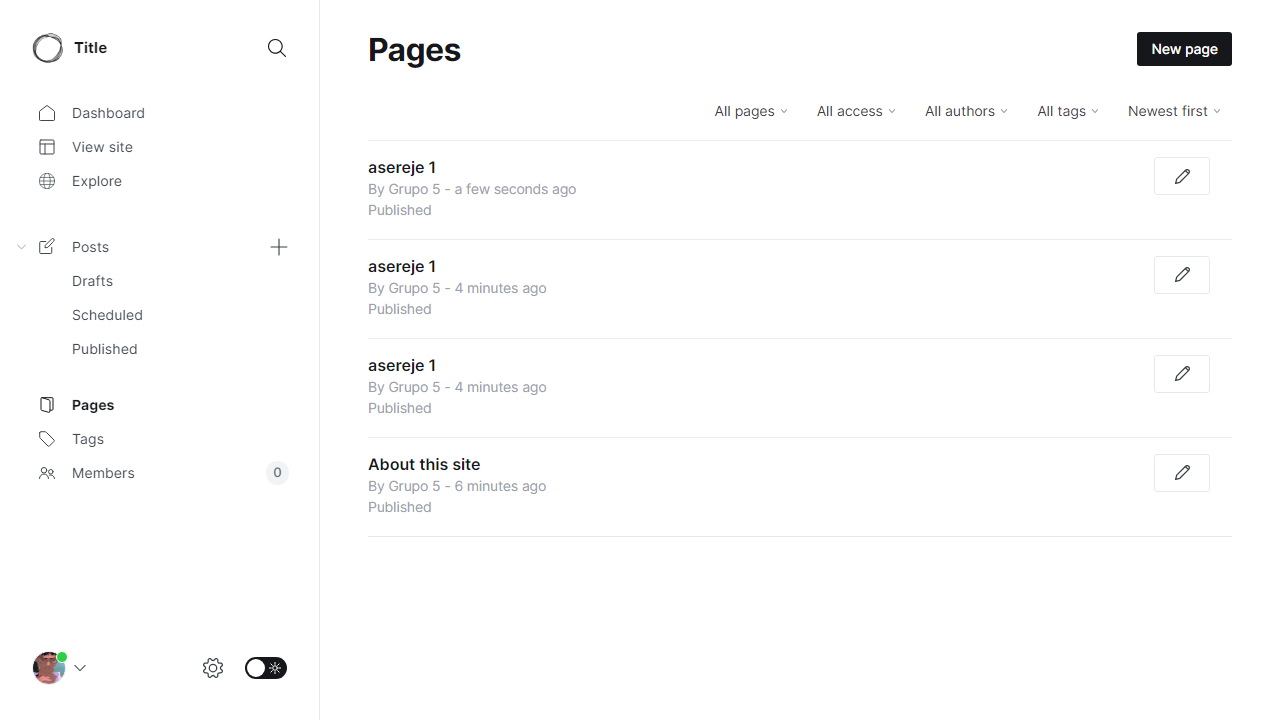 Title
Dashboard
View site
Explore
Posts
Drafts
Scheduled
Published
Pages
Tags
Members 0
Pages
New page
All pages All access All authors All tags Newest first
asereje 1
By Grupo 5 - a few seconds ago
Published
asereje 1
By Grupo 5 - 4 minutes ago
Published
asereje 1
By Grupo 5 - 4 minutes ago
Published
About this site
By Grupo 5 - 6 minutes ago
Published